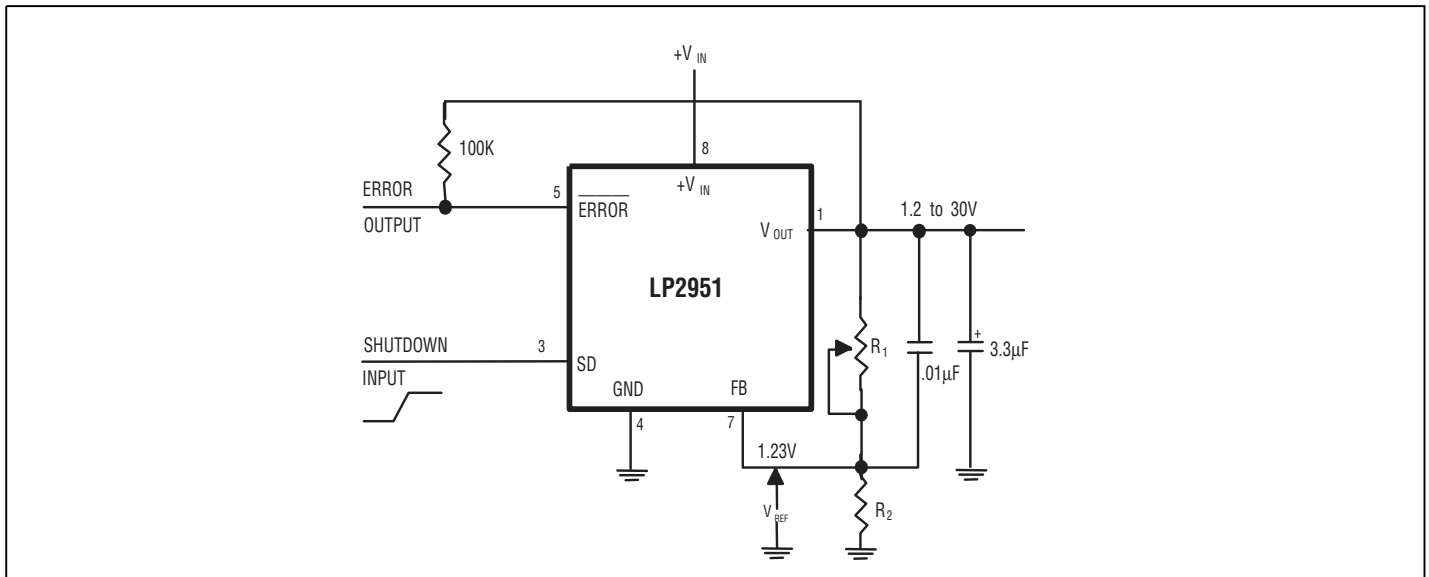 +V IN
100K
8
+V IN
ERROR
OUTPUT
5
ERROR
1
V OUT
1.2 to 30V
LP2951
SHUTDOWN
INPUT
3
SD
GND
FB
4
7
R1
.01µF
+
3.3µF
1.23V
V REF
R2